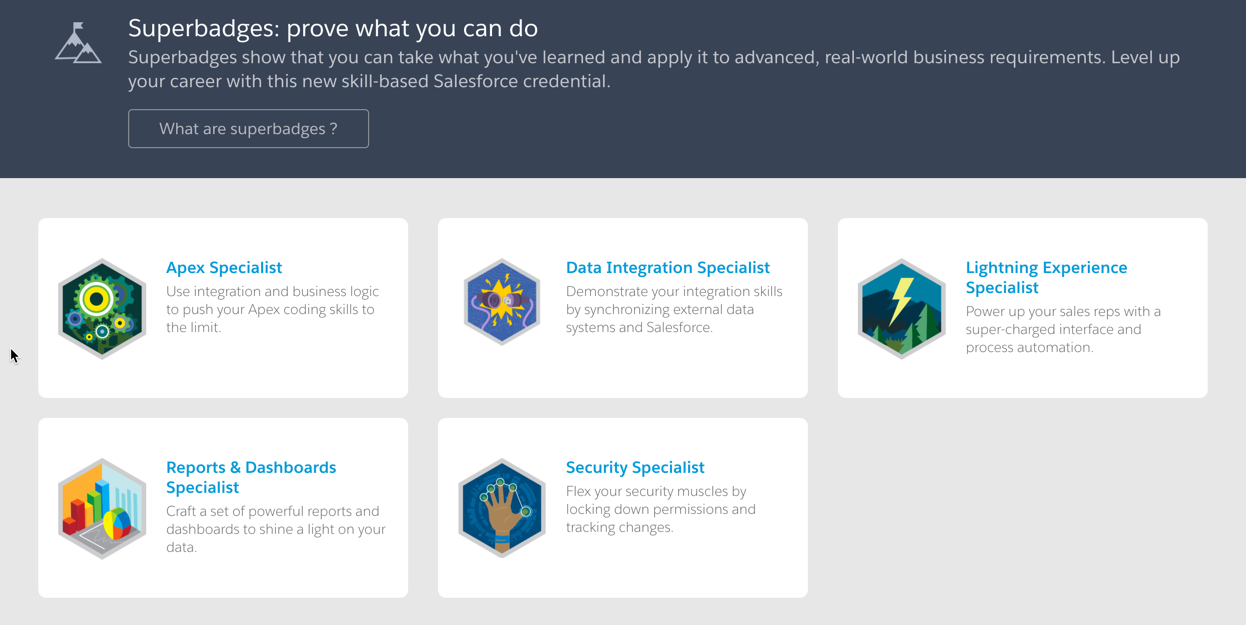 Superbadges: prove what you can do
Superbadges show that you can take what you've learned and apply it to advanced, real-world business requirements. Level up
your career with this new skill-based Salesforce credential.
What are superbadges ?
Apex Specialist
Use integration and business logic
to push your Apex coding skills to
the limit.
Data Integration Specialist
Demonstrate your integration skills
by synchronizing external data
systems and Salesforce.
Lightning Experience
Specialist
Power up your sales reps with a
super-charged interface and
process automation.
Reports & Dashboards
Specialist
Craft a set of powerful reports and
dashboards to shine a light on your
data.
Security Specialist
Flex your security muscles by
locking down permissions and
tracking changes.